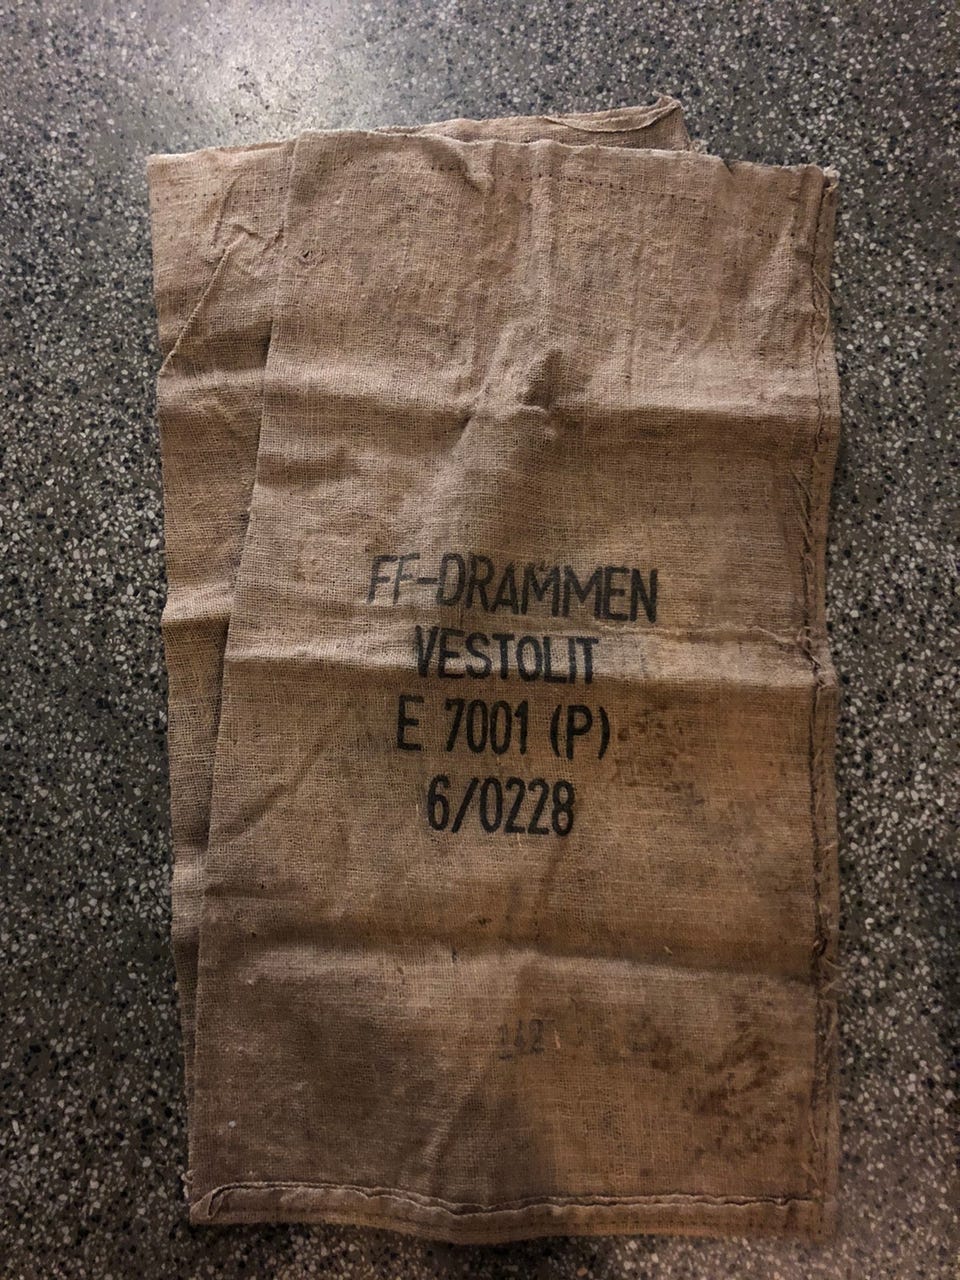 FF-DRAMMEN
VESTOLIT
E 7001 (P)
6/0228